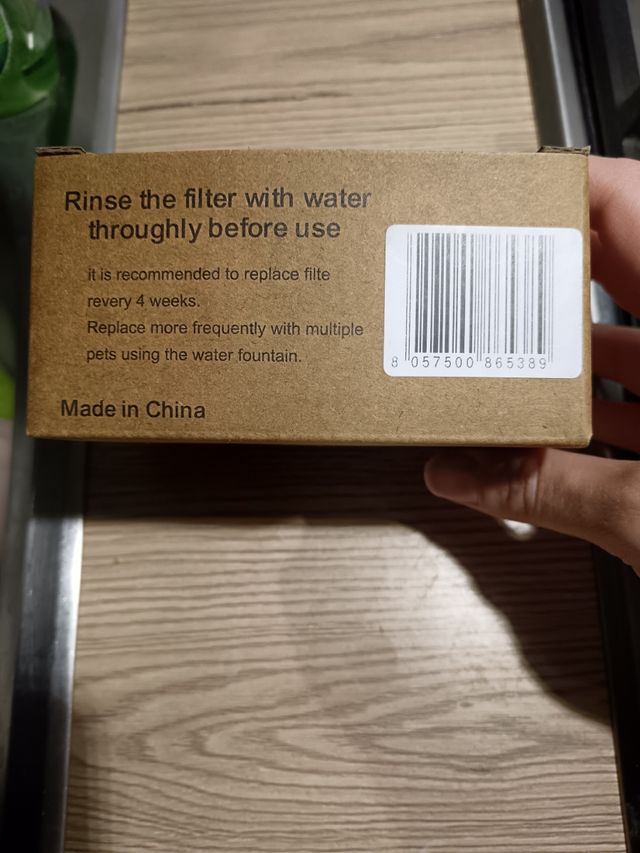 Rinse the filter with water
throughly before use
it is recommended to replace filte
revery 4 weeks.
Replace more frequently with multiple
pets using the water fountain.
Made in China
8 057500 865389